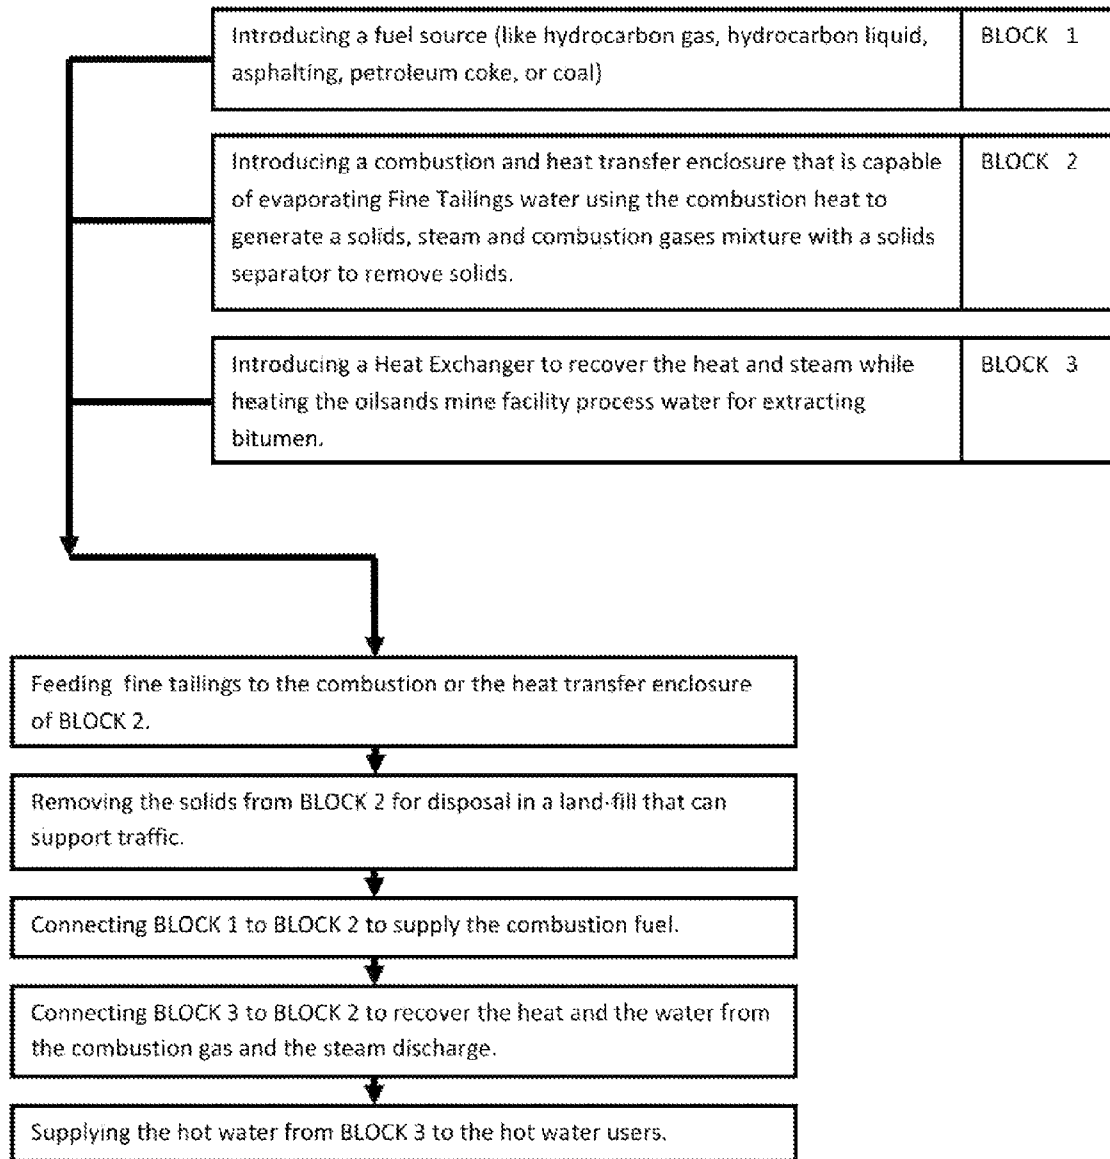 Introducing a fuel source (like hydrocarbon gas, hydrocarbon liquid,
asphalting, petroleum coke, or coal)
BLOCK 1
Introducing a combustion and heat transfer enclosure that is capable
of evaporating Fine Tailings water using the combustion heat to
generate a solids, steam and combustion gases mixture with a solids
separator to remove solids.
BLOCK 2
Introducing a Heat Exchanger to recover the heat and steam while
heating the oilsands mine facility process water for extracting
bitumen.
BLOCK 3
Feeding fine tailings to the combustion or the heat transfer enclosure
of BLOCK 2.
Removing the solids from BLOCK 2 for disposal in a land-fill that can
support traffic.
Connecting BLOCK 1 to BLOCK 2 to supply the combustion fuel.
Connecting BLOCK 3 to BLOCK 2 to recover the heat and the water from
the combustion gas and the steam discharge.
Supplying the hot water from BLOCK 3 to the hot water users.